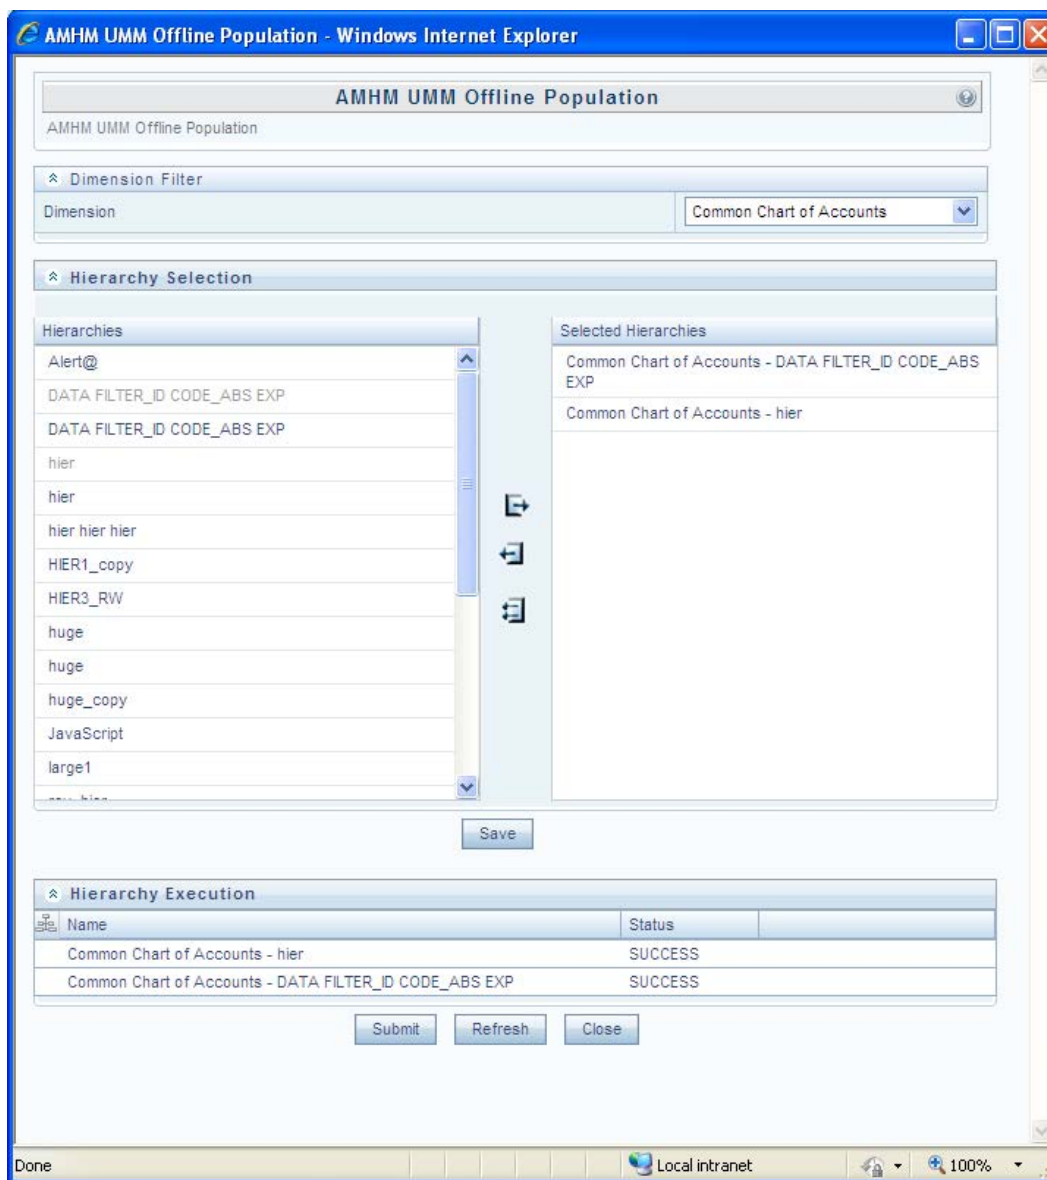 AMHM UMM Offline Population - Windows Internet Explorer
AMHM UMM Offline Population
AMHM UMM Offline Population
Dimension Filter
Dimension
Common Chart of Accounts
Hierarchy Selection
Hierarchies
Selected Hierarchies
Alert@
DATA FILTER_ID CODE_ABS EXP
DATA FILTER_ID CODE_ABS EXP
hier
hier
hier hier hier
HIER1_copy
HIER3_RW
huge
huge
huge_copy
JavaScript
large1
Common Chart of Accounts - DATA FILTER_ID CODE_ABS
EXP
Common Chart of Accounts - hier
Save
Hierarchy Execution
Name
Status
Common Chart of Accounts - hier
SUCCESS
Common Chart of Accounts - DATA FILTER_ID CODE_ABS EXP
SUCCESS
Submit
Refresh
Close
Done
Local intranet
100%